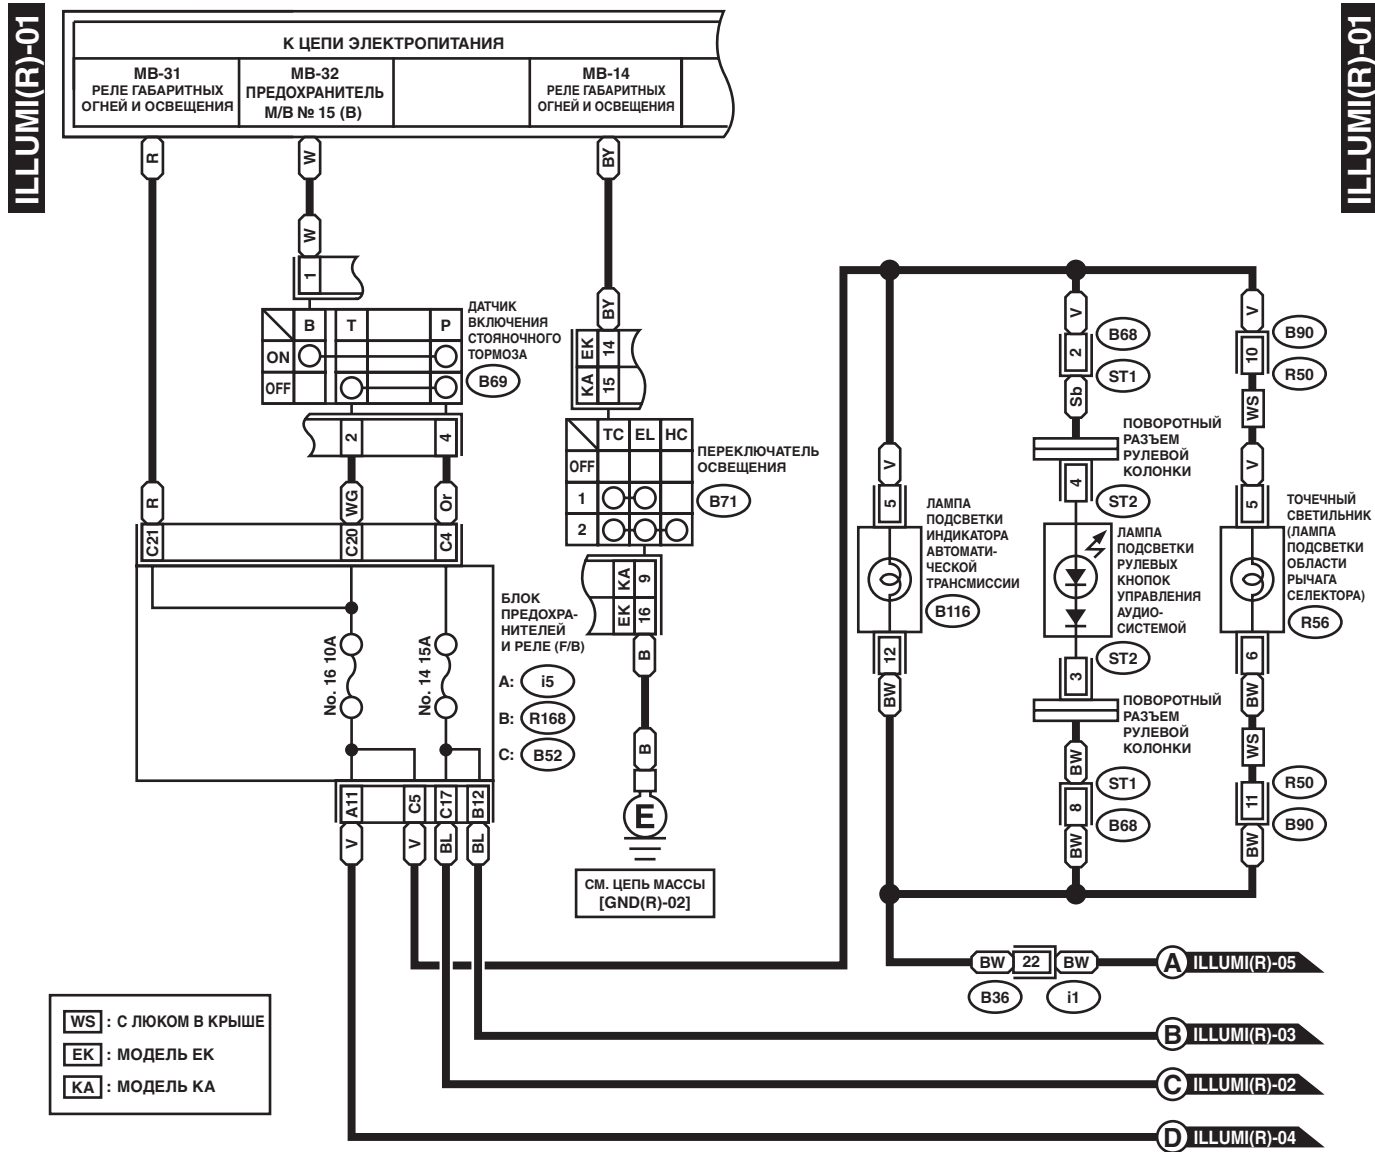 ILLUMI(R)-01
ILLUMI(R)-01
К ЦЕПИ ЭЛЕКТРОПИТАНИЯ
MB-31
РЕЛЕ ГАБАРИТНЫХ
ОГНЕЙ И ОСВЕЩЕНИЯ
MB-32
ПРЕДОХРАНИТЕЛЬ
M/B № 15 (B)
MB-14
РЕЛЕ ГАБАРИТНЫХ
ОГНЕЙ И ОСВЕЩЕНИЯ
R
W
BY
W
1
B T P
ON
OFF
ДАТЧИК
ВКЛЮЧЕНИЯ
СТОЯНОЧНОГО
ТОРМОЗА
B69
2
4
R
WG
Or
C21
C20
C4
No. 16 10A
No. 14 15A
БЛОК
ПРЕДОХРА-
НИТЕЛЕЙ
И РЕЛЕ (F/B)
A: i5
B: R168
C: B52
A11
C5
C17
B12
V
V
BL
BL
BY
EK 14
KA 15
TC EL HC
OFF
1
2
ПЕРЕКЛЮЧАТЕЛЬ
ОСВЕЩЕНИЯ
B71
KA 9
EK 16
B
B
E
СМ. ЦЕПЬ МАССЫ
[GND(R)-02]
V
5
ЛАМПА
ПОДСВЕТКИ
ИНДИКАТОРА
АВТОМАТИ-
ЧЕСКОЙ
ТРАНСМИССИИ
B116
12
BW
V
2
B68
ST1
Sb
ПОВОРОТНЫЙ
РАЗЪЕМ
РУЛЕВОЙ
КОЛОНКИ
4
ST2
ЛАМПА
ПОДСВЕТКИ
РУЛЕВЫХ
КНОПОК
УПРАВЛЕНИЯ
АУДИО-
СИСТЕМОЙ
ST2
3
ПОВОРОТНЫЙ
РАЗЪЕМ
РУЛЕВОЙ
КОЛОНКИ
BW
ST1
8
B68
BW
V
B90
10
R50
WS
V
5
ТОЧЕЧНЫЙ
СВЕТИЛЬНИК
(ЛАМПА
ПОДСВЕТКИ
ОБЛАСТИ
РЫЧАГА
СЕЛЕКТОРА)
R56
6
BW
WS
R50
11
B90
BW
BW 22 BW
B36 i1
A ILLUMI(R)-05
B ILLUMI(R)-03
C ILLUMI(R)-02
D ILLUMI(R)-04
WS : С ЛЮКОМ В КРЫШЕ
EK : МОДЕЛЬ EK
KA : МОДЕЛЬ KA